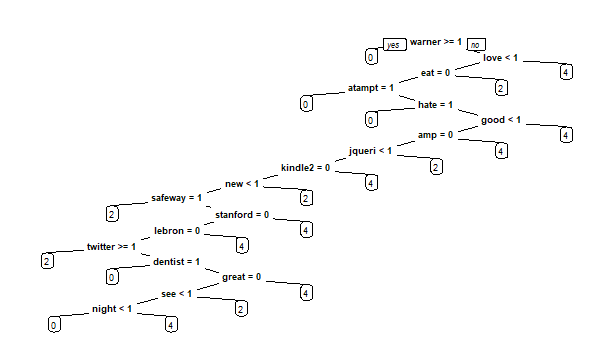 yes warner >= 1 no
0 love < 1
eat = 0 4
atampt = 1 2
0 hate = 1
0 good < 1
amp = 0 4
jqueri < 1 4
kindle2 = 0 2
new < 1 4
safeway = 1 2
2 stanford = 0
lebron = 0 4
twitter >= 1 4
2 dentist = 1
0 great = 0
see < 1 4
night < 1 2
0 4